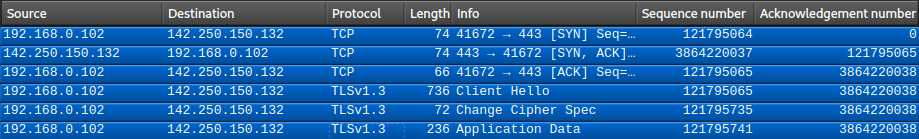 Source Destination Protocol Length Info Sequence number Acknowledgement number
192.168.0.102 142.250.150.132 TCP 74 41672 → 443 [SYN] Seq=… 121795064 0
142.250.150.132 192.168.0.102 TCP 74 443 → 41672 [SYN, ACK]… 3864220037 121795065
192.168.0.102 142.250.150.132 TCP 66 41672 → 443 [ACK] Seq=… 121795065 3864220038
192.168.0.102 142.250.150.132 TLSv1.3 736 Client Hello 121795065 3864220038
192.168.0.102 142.250.150.132 TLSv1.3 72 Change Cipher Spec 121795735 3864220038
192.168.0.102 142.250.150.132 TLSv1.3 236 Application Data 121795741 3864220038